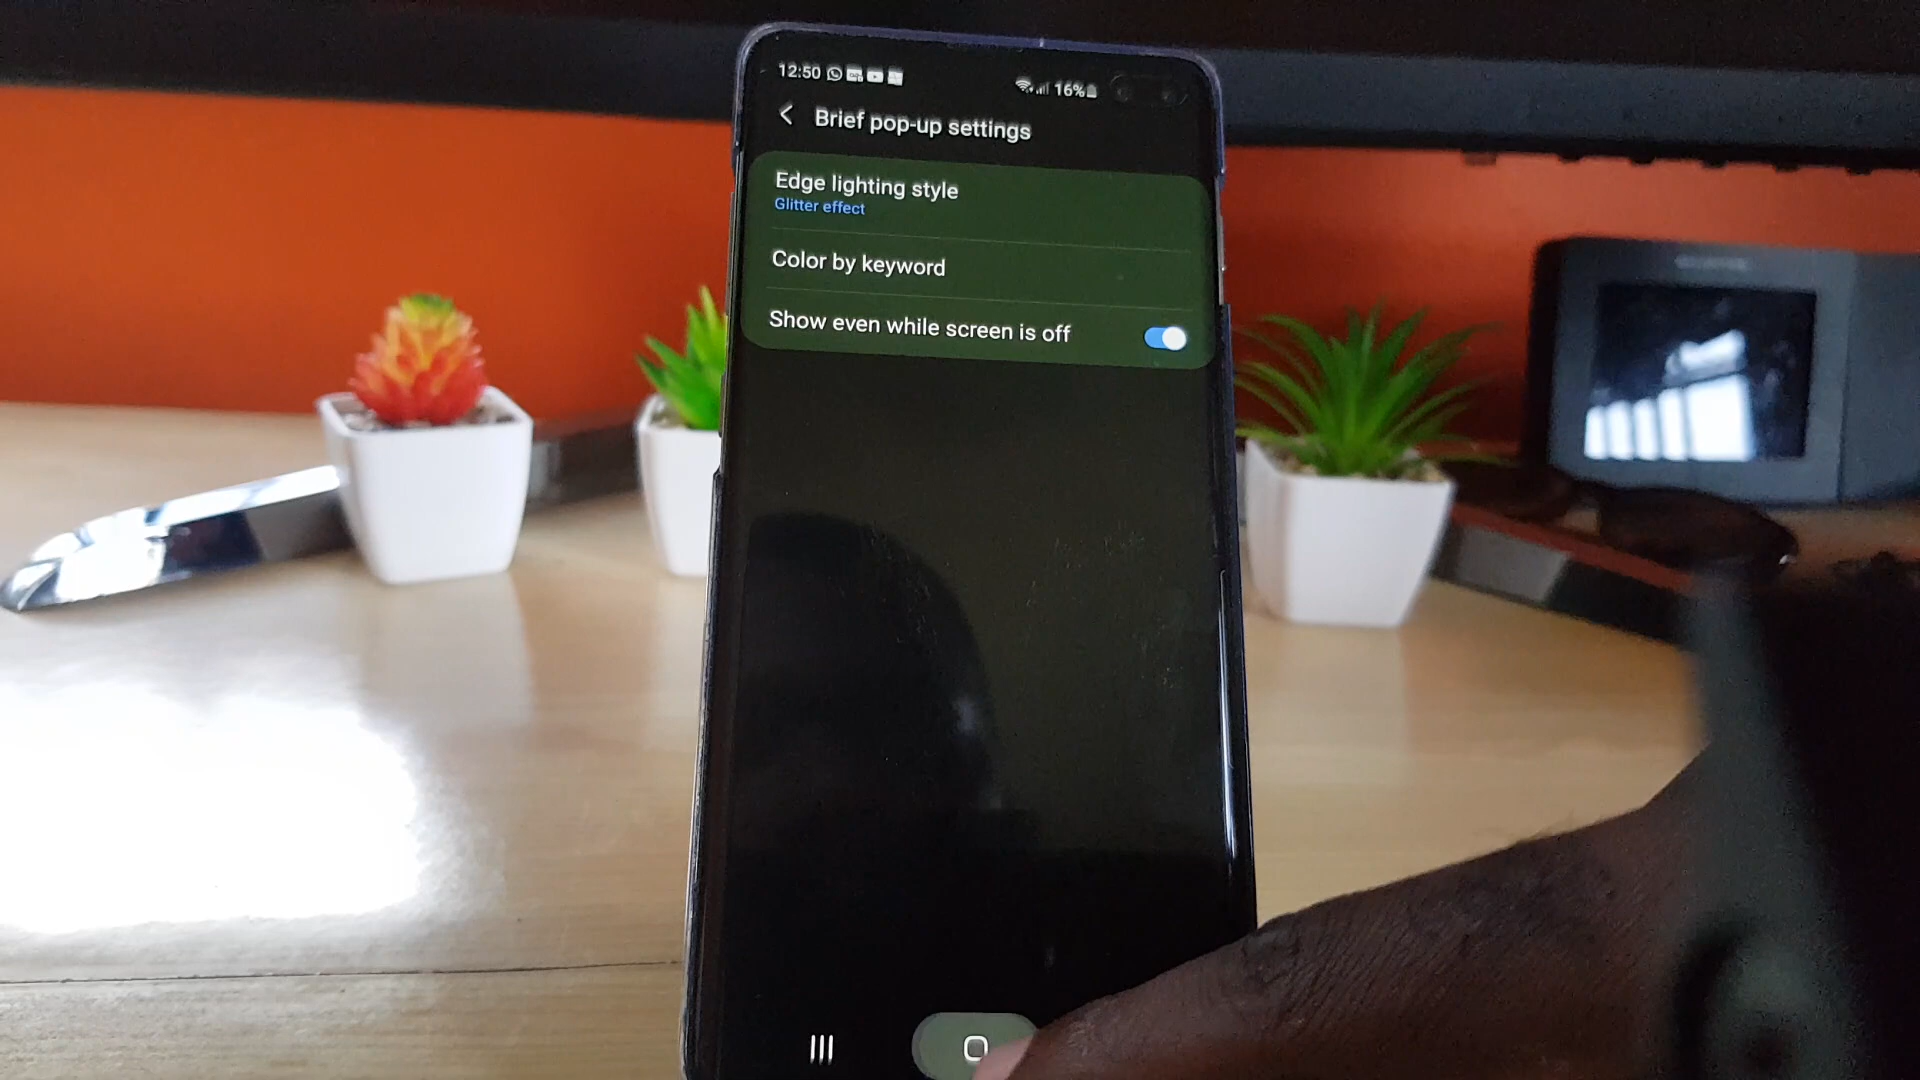 12:50
16%
Brief pop-up settings
Edge lighting style
Glitter effect
Color by keyword
Show even while screen is off